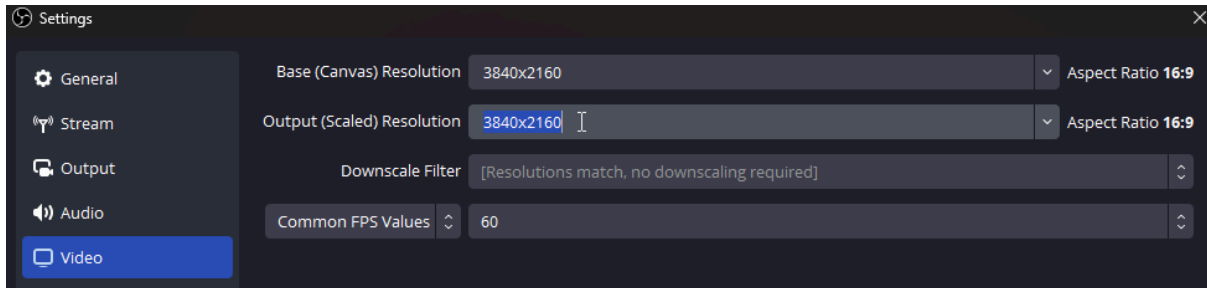 Settings
General
Stream
Output
Audio
Video
Base (Canvas) Resolution 3840x2160 Aspect Ratio 16:9
Output (Scaled) Resolution 3840x2160 Aspect Ratio 16:9
Downscale Filter [Resolutions match, no downscaling required]
Common FPS Values 60